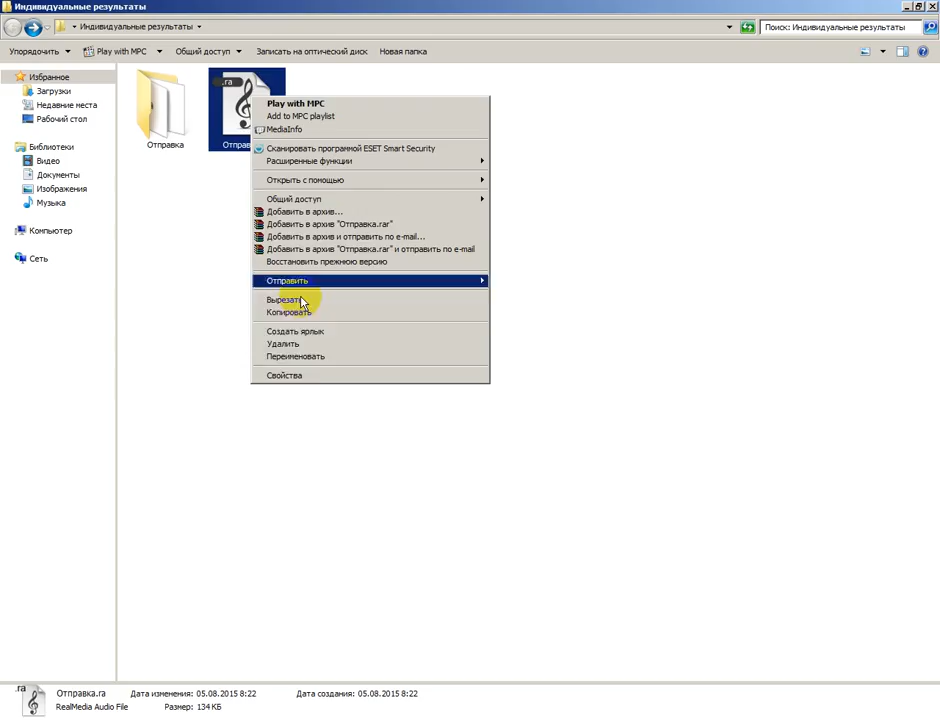 Индивидуальные результаты
Индивидуальные результаты
Поиск: Индивидуальные результаты
Упорядочить
Play with MPC
Общий доступ
Записать на оптический диск
Новая папка
Избранное
Загрузки
Недавние места
Рабочий стол
Библиотеки
Видео
Документы
Изображения
Музыка
Компьютер
Сеть
Отправка
.ra
Play with MPC
Add to MPC playlist
MediaInfo
Сканировать программой ESET Smart Security
Расширенные функции
Открыть с помощью
Общий доступ
Добавить в архив...
Добавить в архив "Отправка.rar"
Добавить в архив и отправить по e-mail...
Добавить в архив "Отправка.rar" и отправить по e-mail
Восстановить прежнюю версию
Отправить
Вырезать
Копировать
Создать ярлык
Удалить
Переименовать
Свойства
.ra
Отправка.ra
Дата изменения: 05.08.2015 8:22
Дата создания: 05.08.2015 8:22
RealMedia Audio File
Размер: 134 КБ